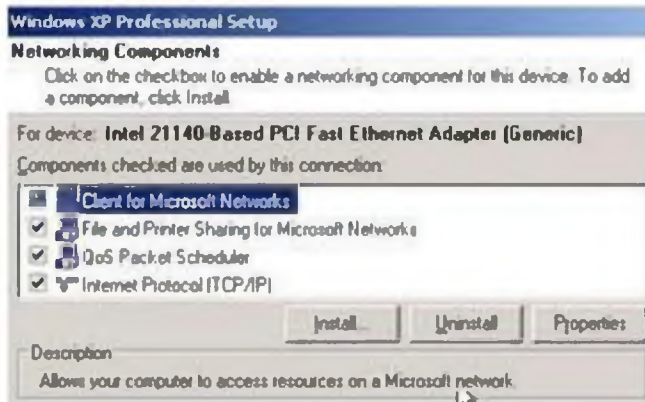 Windows XP Professional Setup
Networking Components
Click on the checkbox to enable a networking component for this device. To add
a component, click Install.
For device: Intel 21140-Based PCI Fast Ethernet Adapter (Generic)
Components checked are used by this connection:
Client for Microsoft Networks
File and Printer Sharing for Microsoft Networks
QoS Packet Scheduler
Internet Protocol (TCP/IP)
Install... Uninstall Properties
Description
Allows your computer to access resources on a Microsoft network.